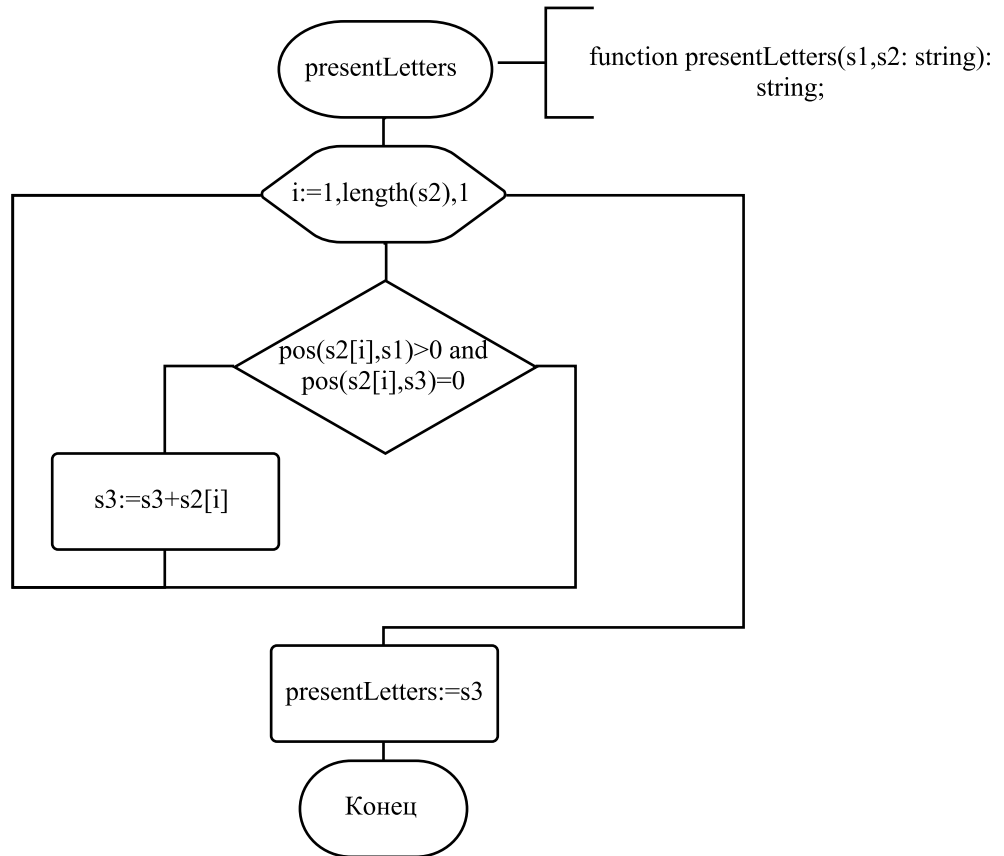 presentLetters
function presentLetters(s1,s2: string):
string;
i:=1,length(s2),1
pos(s2[i],s1)>0 and
pos(s2[i],s3)=0
s3:=s3+s2[i]
presentLetters:=s3
Конец